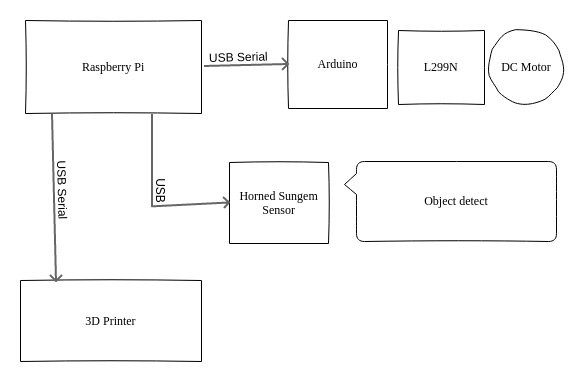 Raspberry Pi
USB Serial
Arduino
L299N
DC Motor
USB Serial
USB
Horned Sungem
Sensor
Object detect
3D Printer